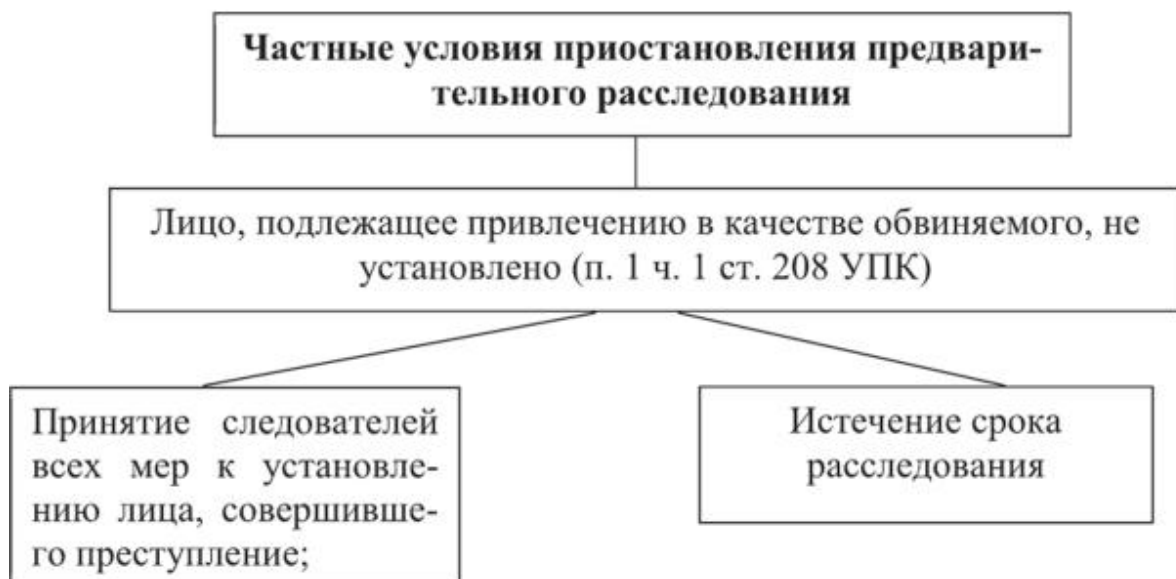 Частные условия приостановления предвари-
тельного расследования
Лицо, подлежащее привлечению в качестве обвиняемого, не
установлено (п. 1 ч. 1 ст. 208 УПК)
Принятие следователей
всех мер к установле-
нию лица, совершивше-
го преступление;
Истечение срока
расследования